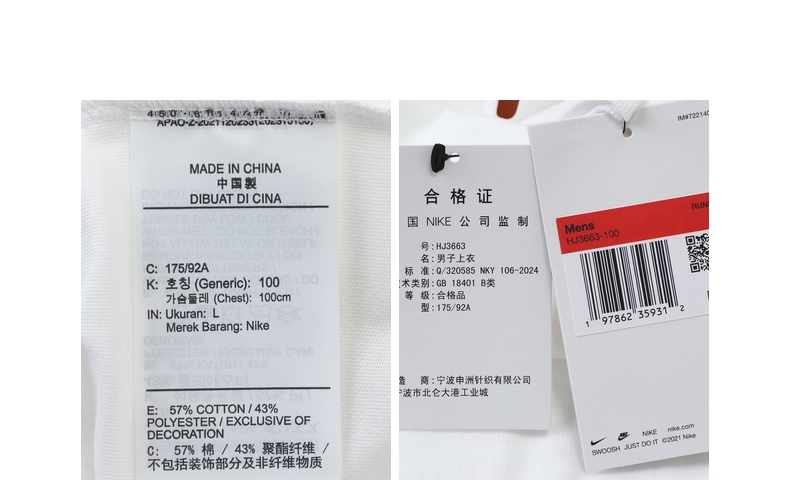 MADE IN CHINA
中国製
DIBUAT DI CINA
C: 175/92A
K: 호칭 (Generic): 100
가슴둘레 (Chest): 100cm
IN: Ukuran: L
Merek Barang: Nike
E: 57% COTTON / 43%
POLYESTER / EXCLUSIVE OF
DECORATION
C: 57% 棉 / 43% 聚酯纤维 /
不包括装饰部分及非纤维物质
合格证
国 NIKE 公司监制
号: HJ3663
名: 男子上衣
标 准: Q/320585 NKY 106-2024
术类别: GB 18401 B类
等 级: 合格品
型: 175/92A
造 商: 宁波申洲针织有限公司
宁波市北仑大港工业城
IM#72214
RUN
Mens
HJ3663-100
1 97862 35931 2
NIKE nike.com
SWOOSH JUST DO IT ©2021 Nike